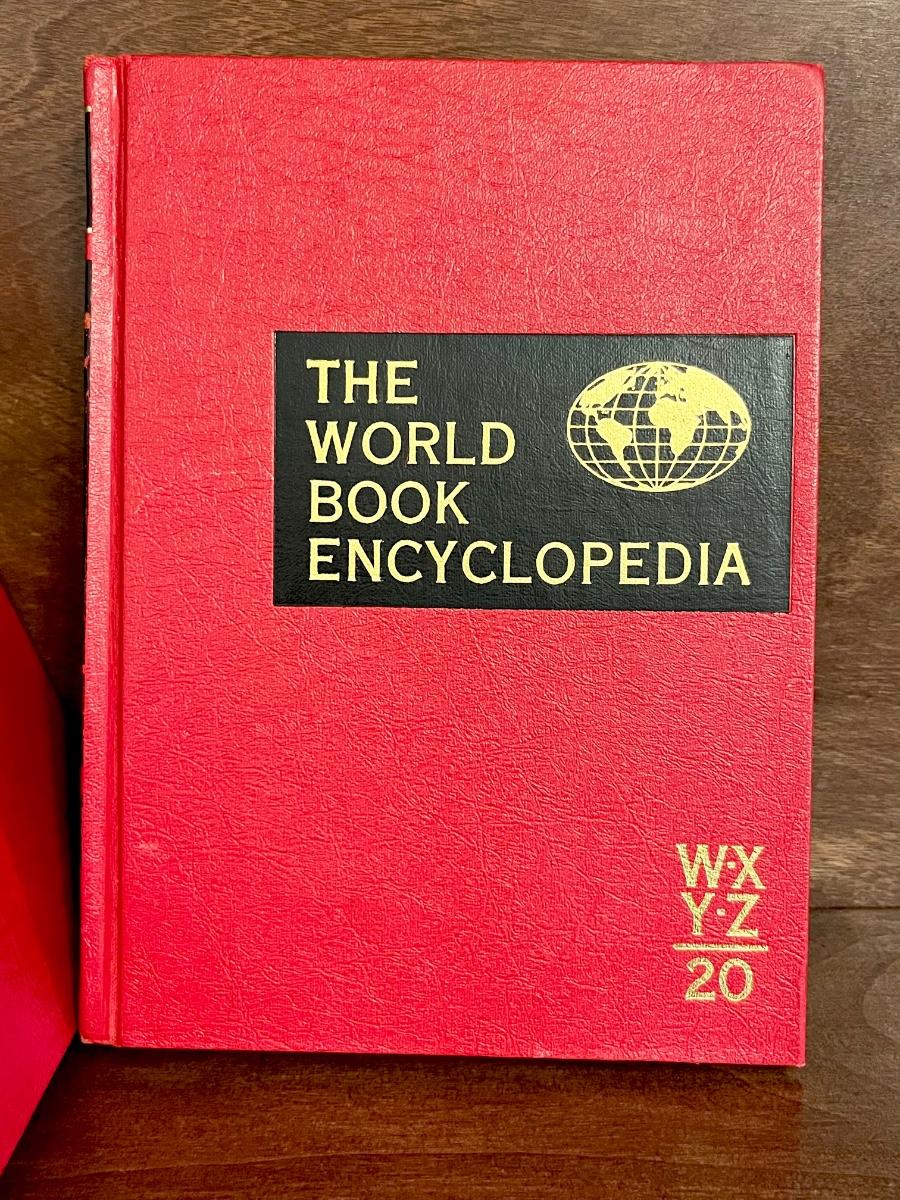 THE
WORLD
BOOK
ENCYCLOPEDIA
W·X
Y·Z
20